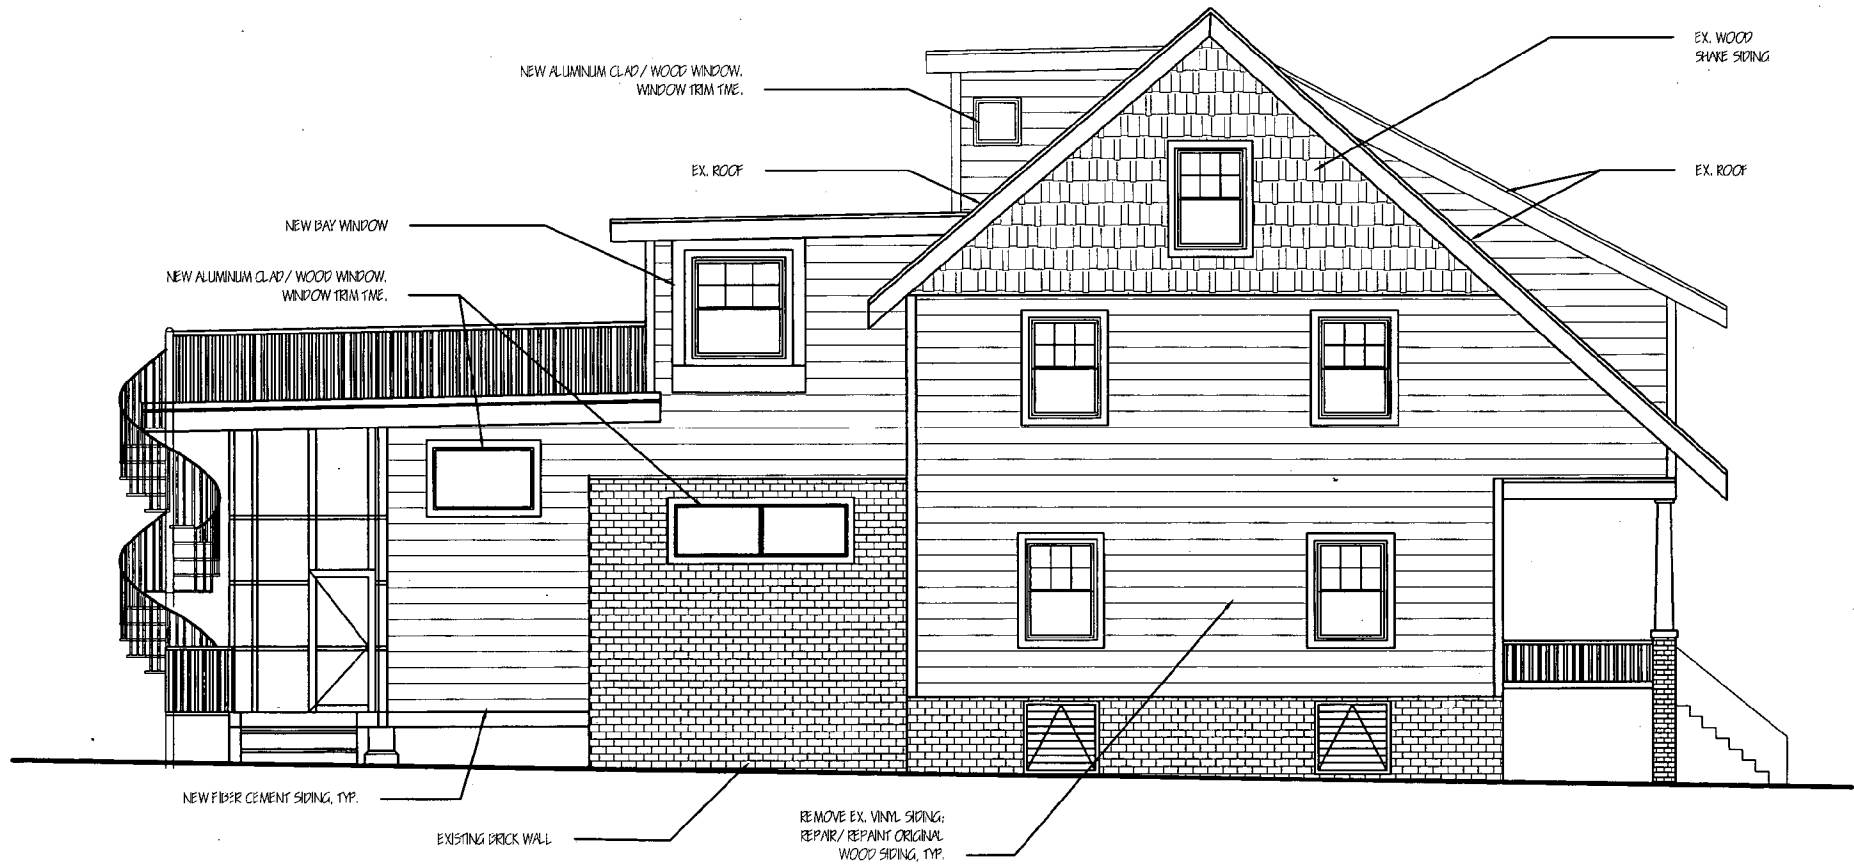 EX. WOOD
SHAKE SIDING
NEW ALUMINUM CLAD/ WOOD WINDOW.
WINDOW TRIM TME.
EX. ROOF
EX. ROOF
NEW BAY WINDOW
NEW ALUMINUM CLAD/ WOOD WINDOW.
WINDOW TRIM TME.
NEW FIBER CEMENT SIDING, TYP.
EXISTING BRICK WALL
REMOVE EX. VINYL SIDING;
REPAIR/ REPAINT ORIGINAL
WOOD SIDING, TYP.